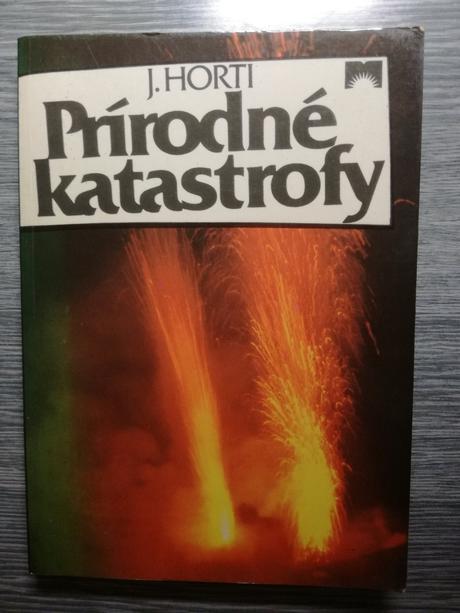 J. HORTI
Prírodné
katastrofy